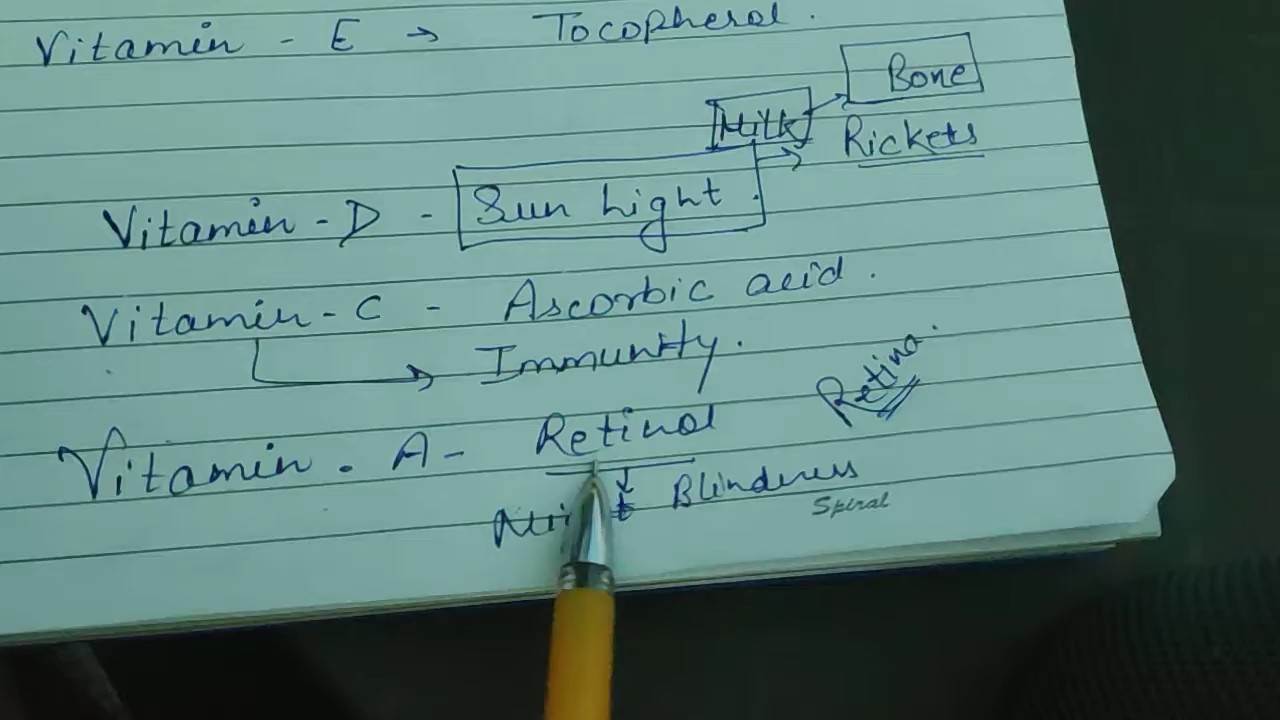 Vitamin - E → Tocopherol.
Bone
Milk
Rickets
Vitamin - D - Sun Light.
Vitamin - C - Ascorbic acid.
Immunity.
Retina.
Vitamin . A - Retinol
Blindness
Spiral